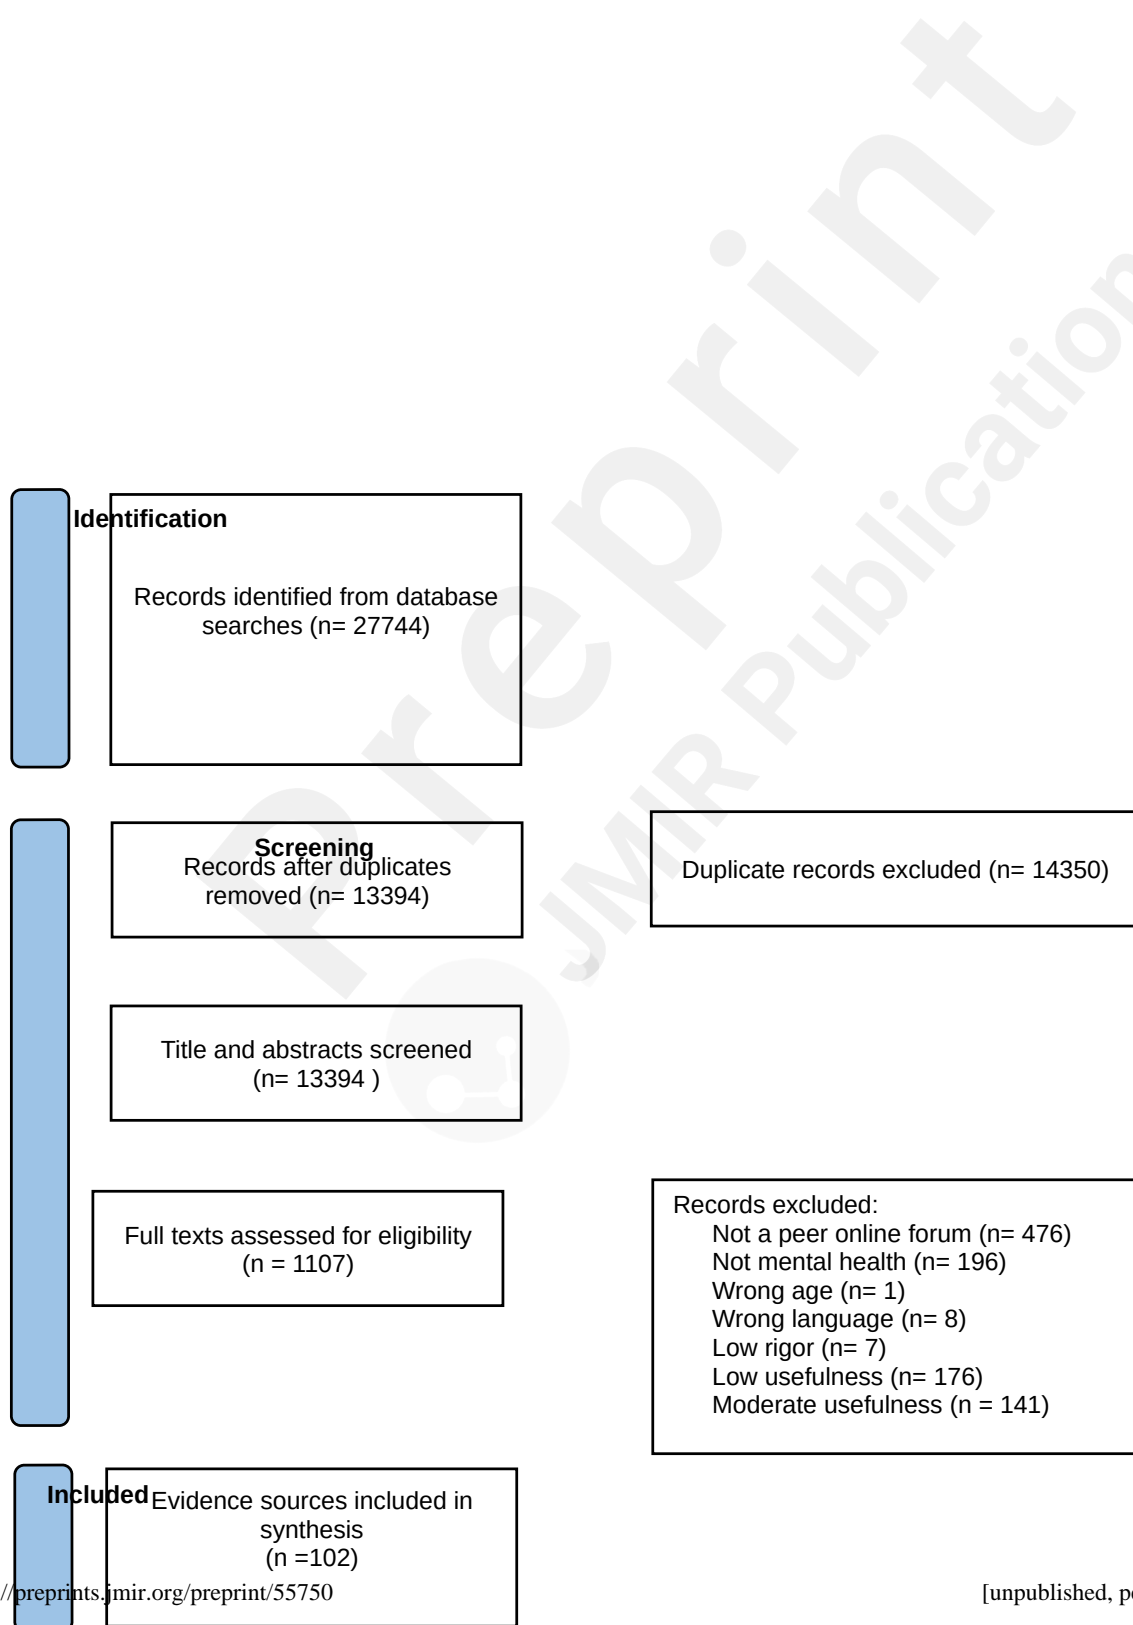 Identification
Records identified from database
searches (n= 27744)
Screening
Records after duplicates
removed (n= 13394)
Duplicate records excluded (n= 14350)
Title and abstracts screened
(n= 13394 )
Full texts assessed for eligibility
(n = 1107)
Records excluded:
Not a peer online forum (n= 476)
Not mental health (n= 196)
Wrong age (n= 1)
Wrong language (n= 8)
Low rigor (n= 7)
Low usefulness (n= 176)
Moderate usefulness (n = 141)
Included
Evidence sources included in
synthesis
(n =102)
//preprints.jmir.org/preprint/55750
[unpublished,
Preprint
JMIR Publication